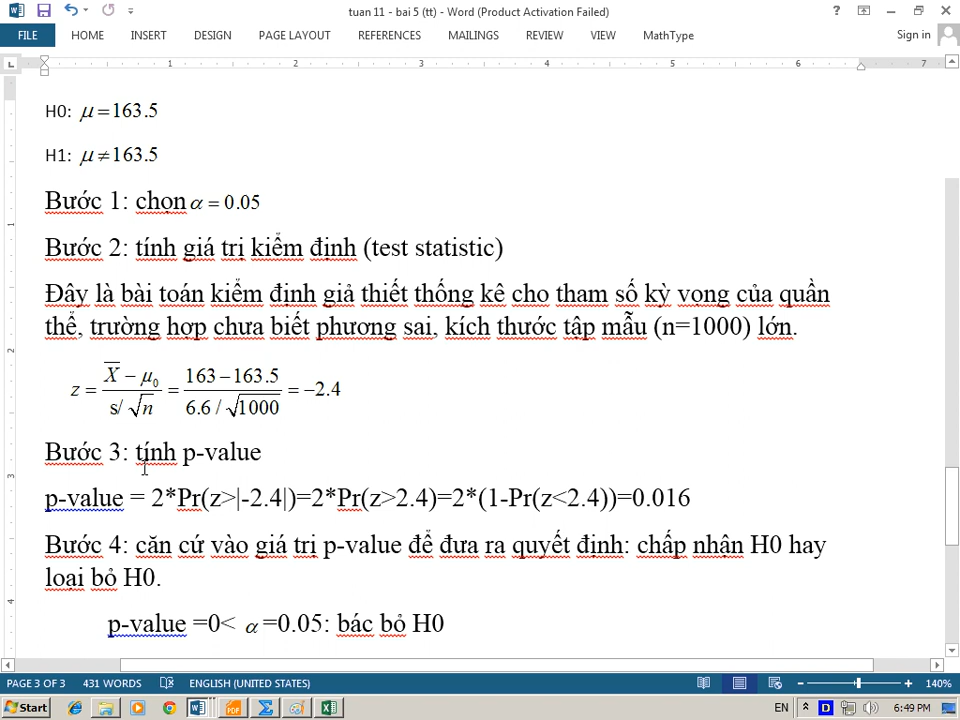 tuan 11 - bai 5 (tt) - Word (Product Activation Failed)
FILE HOME INSERT DESIGN PAGE LAYOUT REFERENCES MAILINGS REVIEW VIEW MathType Sign in
1 2 3 4 5 6 7
H0: μ = 163.5
H1: μ ≠ 163.5
Bước 1: chọn α = 0.05
Bước 2: tính giá trị kiểm định (test statistic)
Đây là bài toán kiểm định giả thiết thống kê cho tham số kỳ vọng của quần
thể, trường hợp chưa biết phương sai, kích thước tập mẫu (n=1000) lớn.
z = (X̅ − μ₀)/(s/√n) = (163 − 163.5)/(6.6/√1000) = −2.4
Bước 3: tính p-value
p-value = 2*Pr(z>|-2.4|)=2*Pr(z>2.4)=2*(1-Pr(z<2.4))=0.016
Bước 4: căn cứ vào giá trị p-value để đưa ra quyết định: chấp nhận H0 hay
loại bỏ H0.
p-value =0< α =0.05: bác bỏ H0
PAGE 3 OF 3 431 WORDS ENGLISH (UNITED STATES) 140%
Start EN 6:49 PM